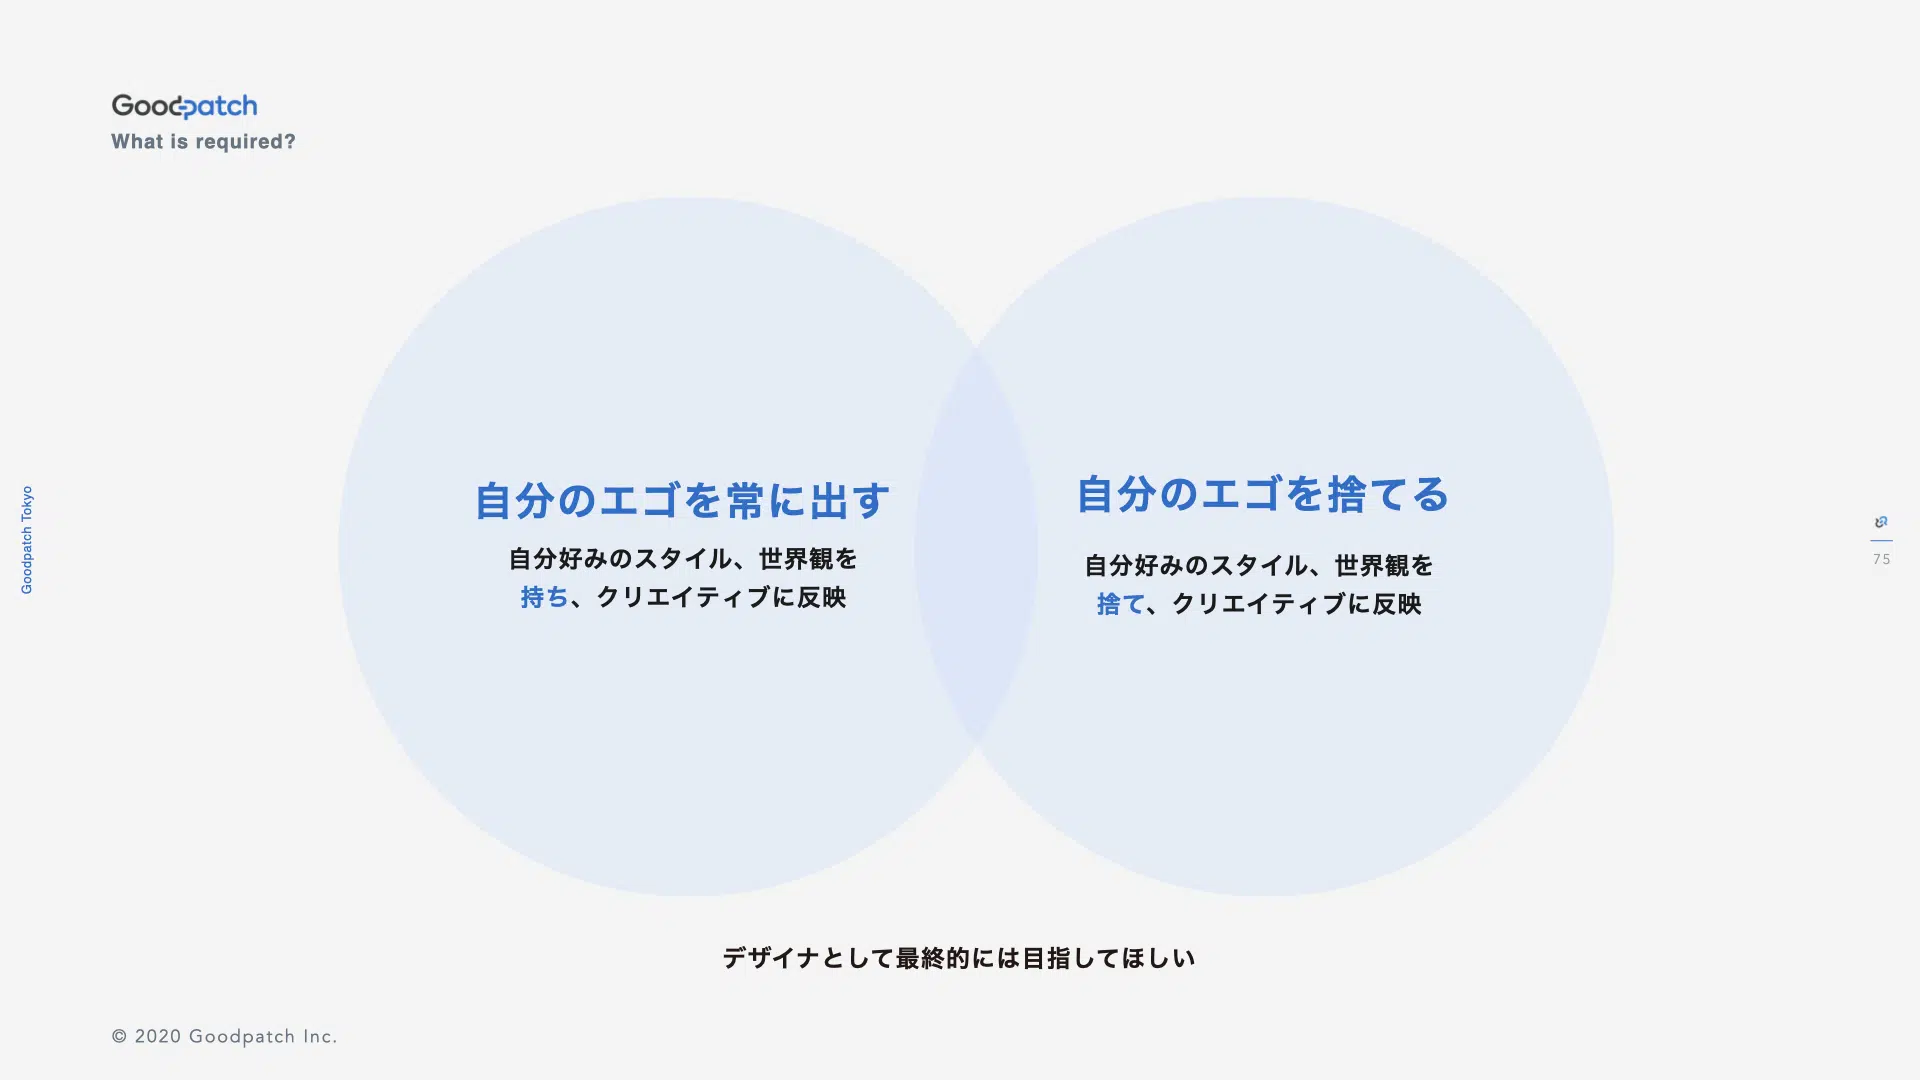 Goodpatch
What is required?
自分のエゴを常に出す
自分好みのスタイル、世界観を
持ち、クリエイティブに反映
自分のエゴを捨てる
自分好みのスタイル、世界観を
捨て、クリエイティブに反映
Goodpatch Tokyo
75
デザイナとして最終的には目指してほしい
© 2020 Goodpatch Inc.